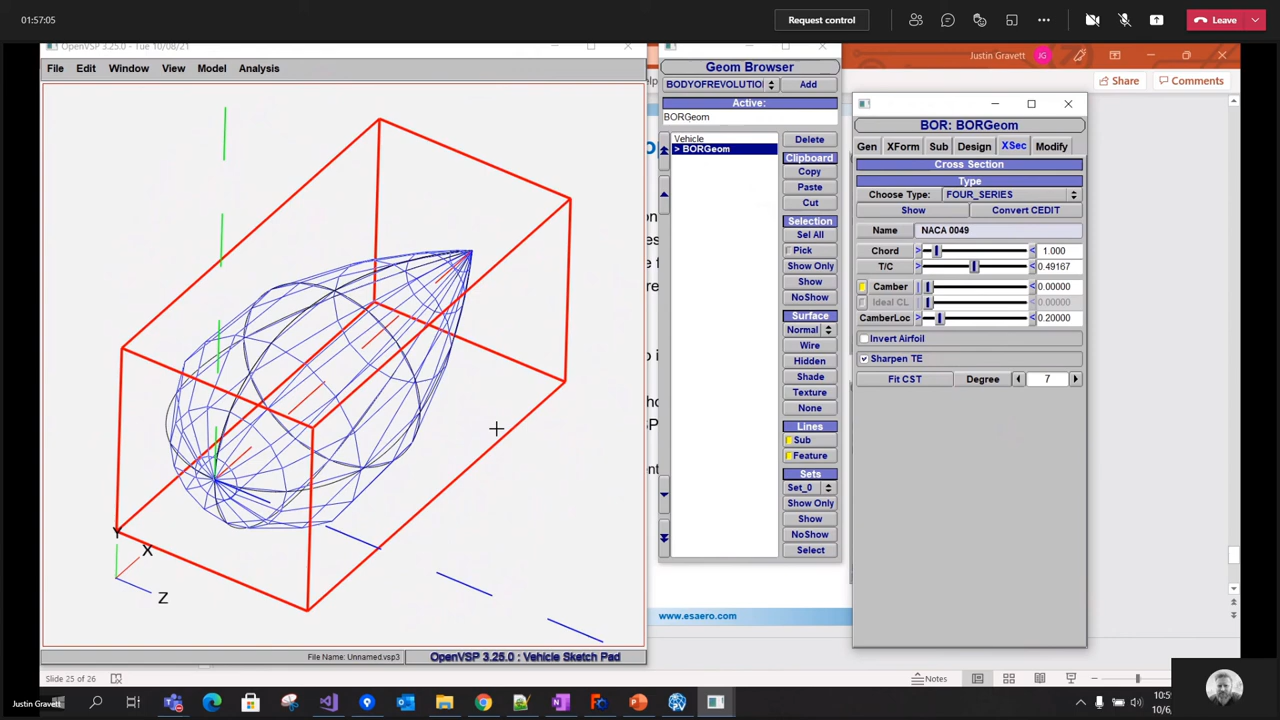 01:57:05
Request control
Leave
OpenVSP 3.25.0 - Tue 10/08/21
File Edit Window View Model Analysis
Y
X
Z
File Name: Unnamed.vsp3
OpenVSP 3.25.0 : Vehicle Sketch Pad
Geom Browser
BODYOFREVOLUTIO
Add
Active:
BORGeom
Vehicle
> BORGeom
Delete
Clipboard
Copy
Paste
Cut
Selection
Sel All
Pick
Show Only
Show
NoShow
Surface
Normal
Wire
Hidden
Shade
Texture
None
Lines
Sub
Feature
Sets
Set_0
Show Only
Show
NoShow
Select
www.esaero.com
Justin Gravett JG
Share Comments
BOR: BORGeom
Gen XForm Sub Design XSec Modify
Cross Section
Type
Choose Type: FOUR_SERIES
Show Convert CEDIT
Name NACA 0049
Chord > < 1.000
T/C > < 0.49167
Camber < 0.00000
Ideal CL < 0.00000
CamberLoc > < 0.20000
Invert Airfoil
Sharpen TE
Fit CST Degree 7
Slide 25 of 26
Notes
Justin Gravett